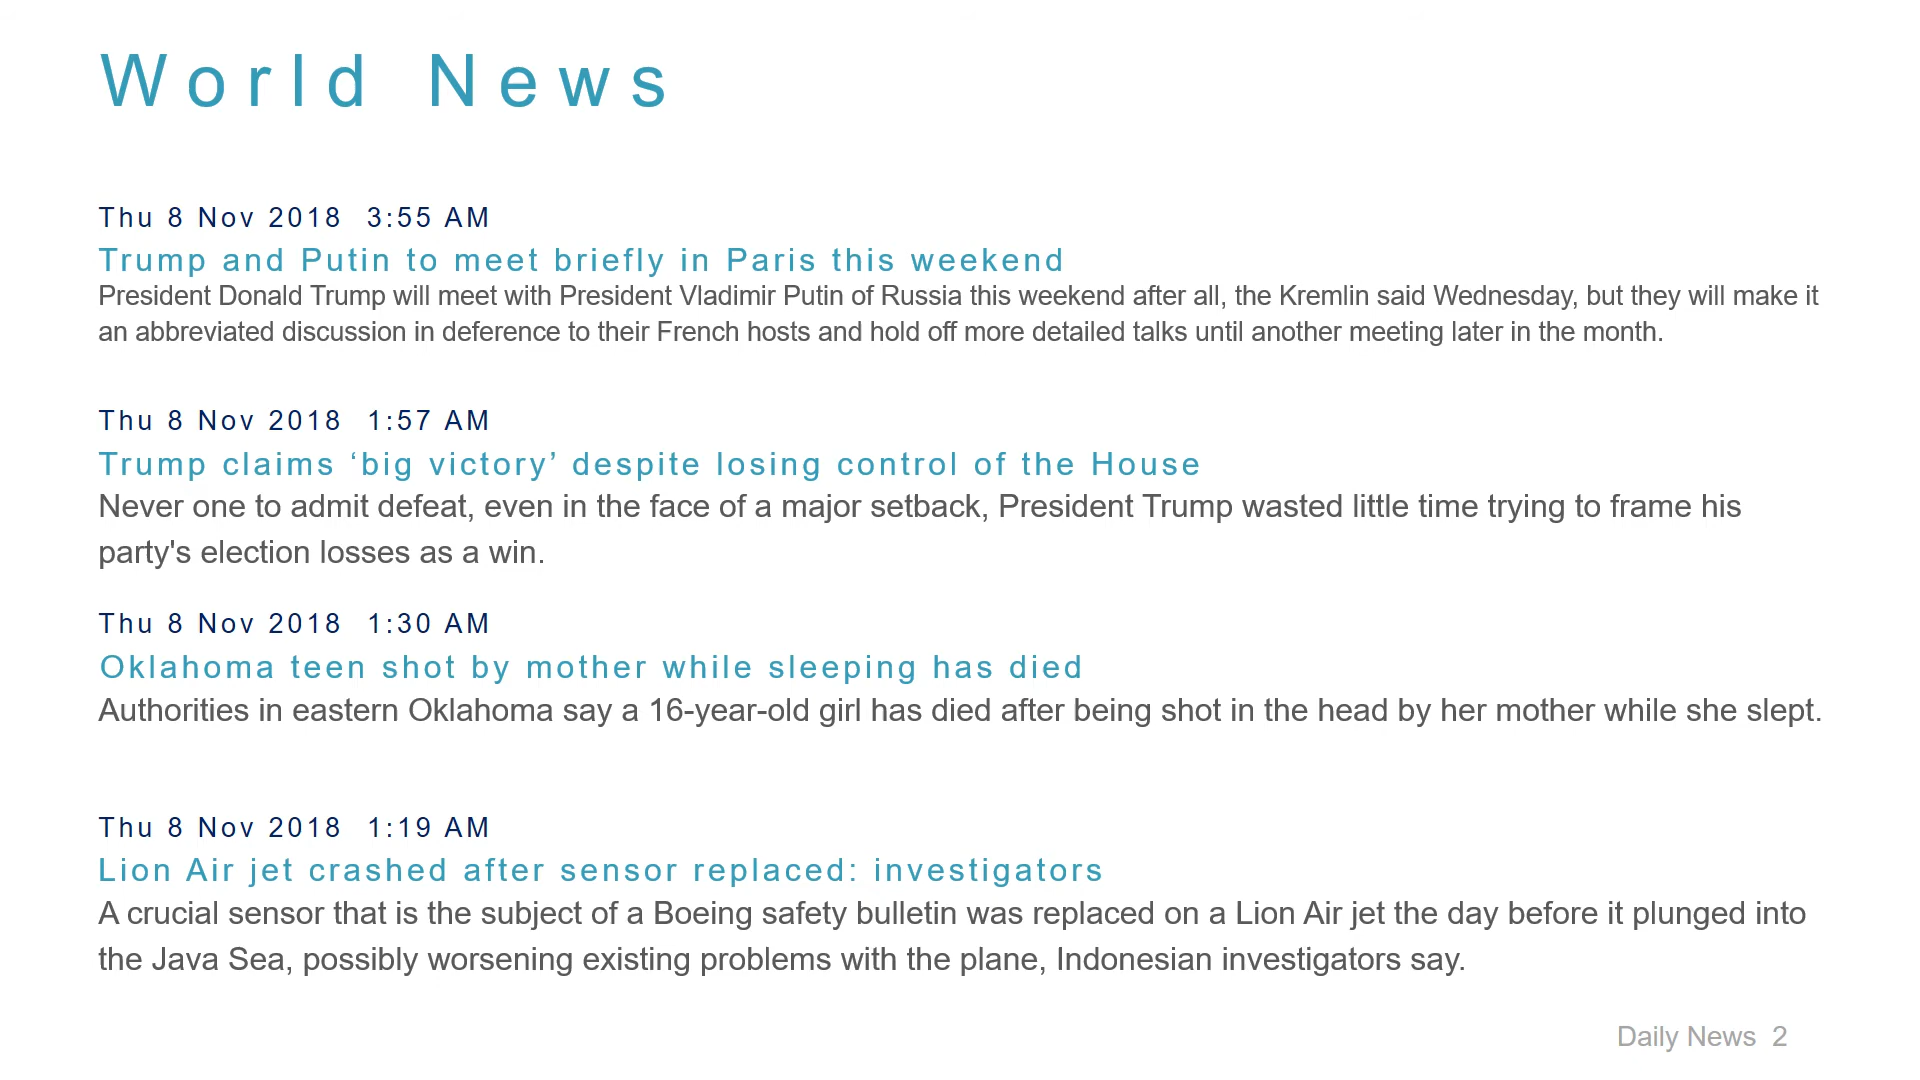 World News
Thu 8 Nov 2018 3:55 AM
Trump and Putin to meet briefly in Paris this weekend
President Donald Trump will meet with President Vladimir Putin of Russia this weekend after all, the Kremlin said Wednesday, but they will make it
an abbreviated discussion in deference to their French hosts and hold off more detailed talks until another meeting later in the month.
Thu 8 Nov 2018 1:57 AM
Trump claims ‘big victory’ despite losing control of the House
Never one to admit defeat, even in the face of a major setback, President Trump wasted little time trying to frame his
party's election losses as a win.
Thu 8 Nov 2018 1:30 AM
Oklahoma teen shot by mother while sleeping has died
Authorities in eastern Oklahoma say a 16-year-old girl has died after being shot in the head by her mother while she slept.
Thu 8 Nov 2018 1:19 AM
Lion Air jet crashed after sensor replaced: investigators
A crucial sensor that is the subject of a Boeing safety bulletin was replaced on a Lion Air jet the day before it plunged into
the Java Sea, possibly worsening existing problems with the plane, Indonesian investigators say.
Daily News 2